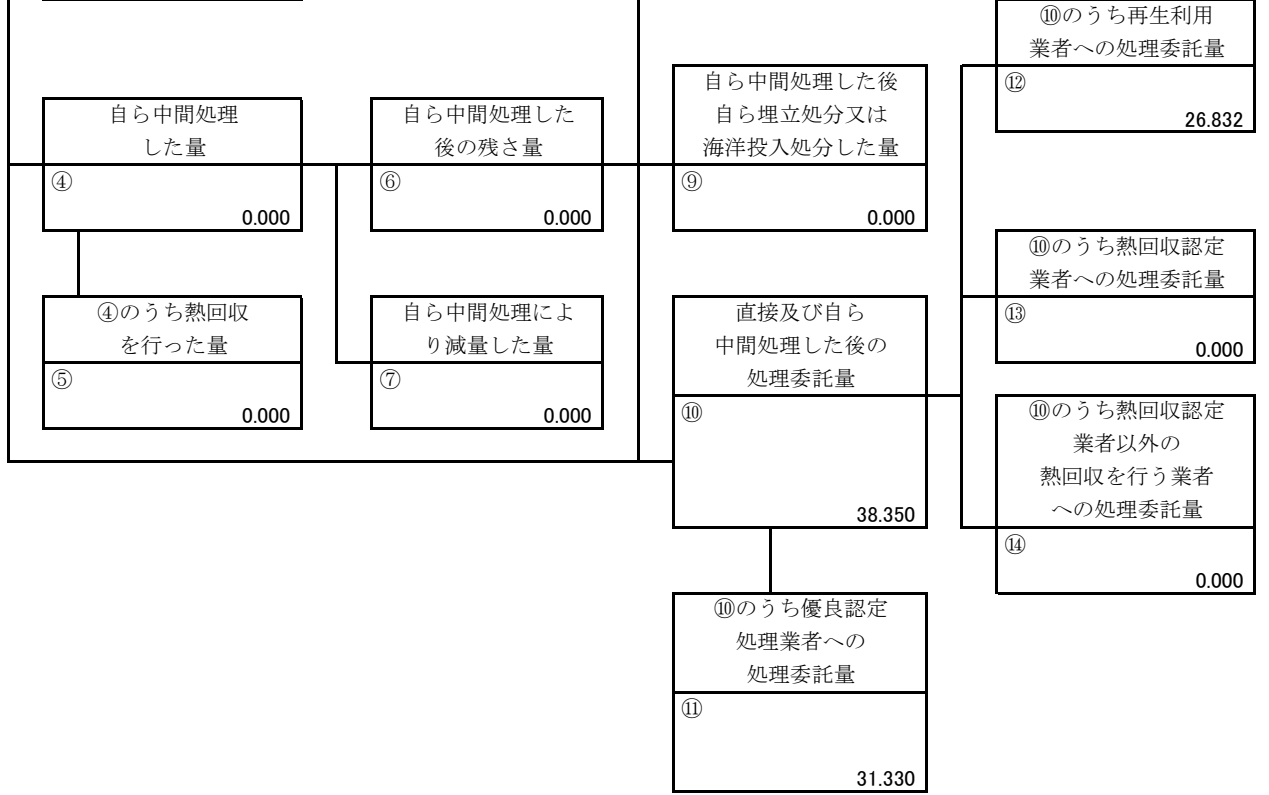 ⑩のうち再生利用
業者への処理委託量
⑫
26.832
自ら中間処理
した量
④
0.000
自ら中間処理した
後の残さ量
⑥
0.000
自ら中間処理した後
自ら埋立処分又は
海洋投入処分した量
⑨
0.000
⑩のうち熱回収認定
業者への処理委託量
⑬
0.000
④のうち熱回収
を行った量
⑤
0.000
自ら中間処理によ
り減量した量
⑦
0.000
直接及び自ら
中間処理した後の
処理委託量
⑩
38.350
⑩のうち熱回収認定
業者以外の
熱回収を行う業者
への処理委託量
⑭
0.000
⑩のうち優良認定
処理業者への
処理委託量
⑪
31.330